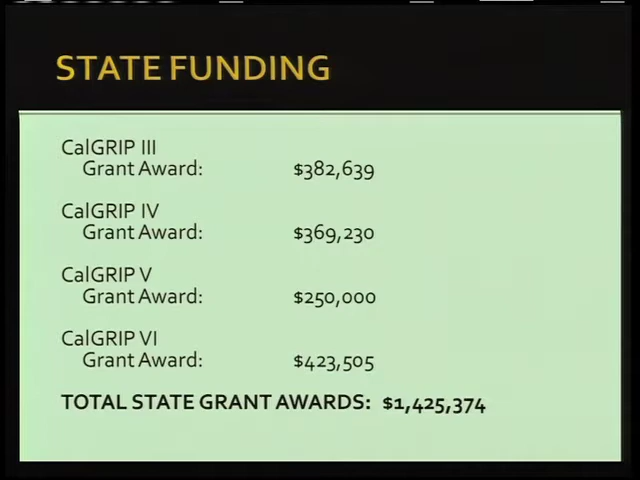 STATE FUNDING
CalGRIP III
Grant Award: $382,639
CalGRIP IV
Grant Award: $369,230
CalGRIP V
Grant Award: $250,000
CalGRIP VI
Grant Award: $423,505
TOTAL STATE GRANT AWARDS: $1,425,374